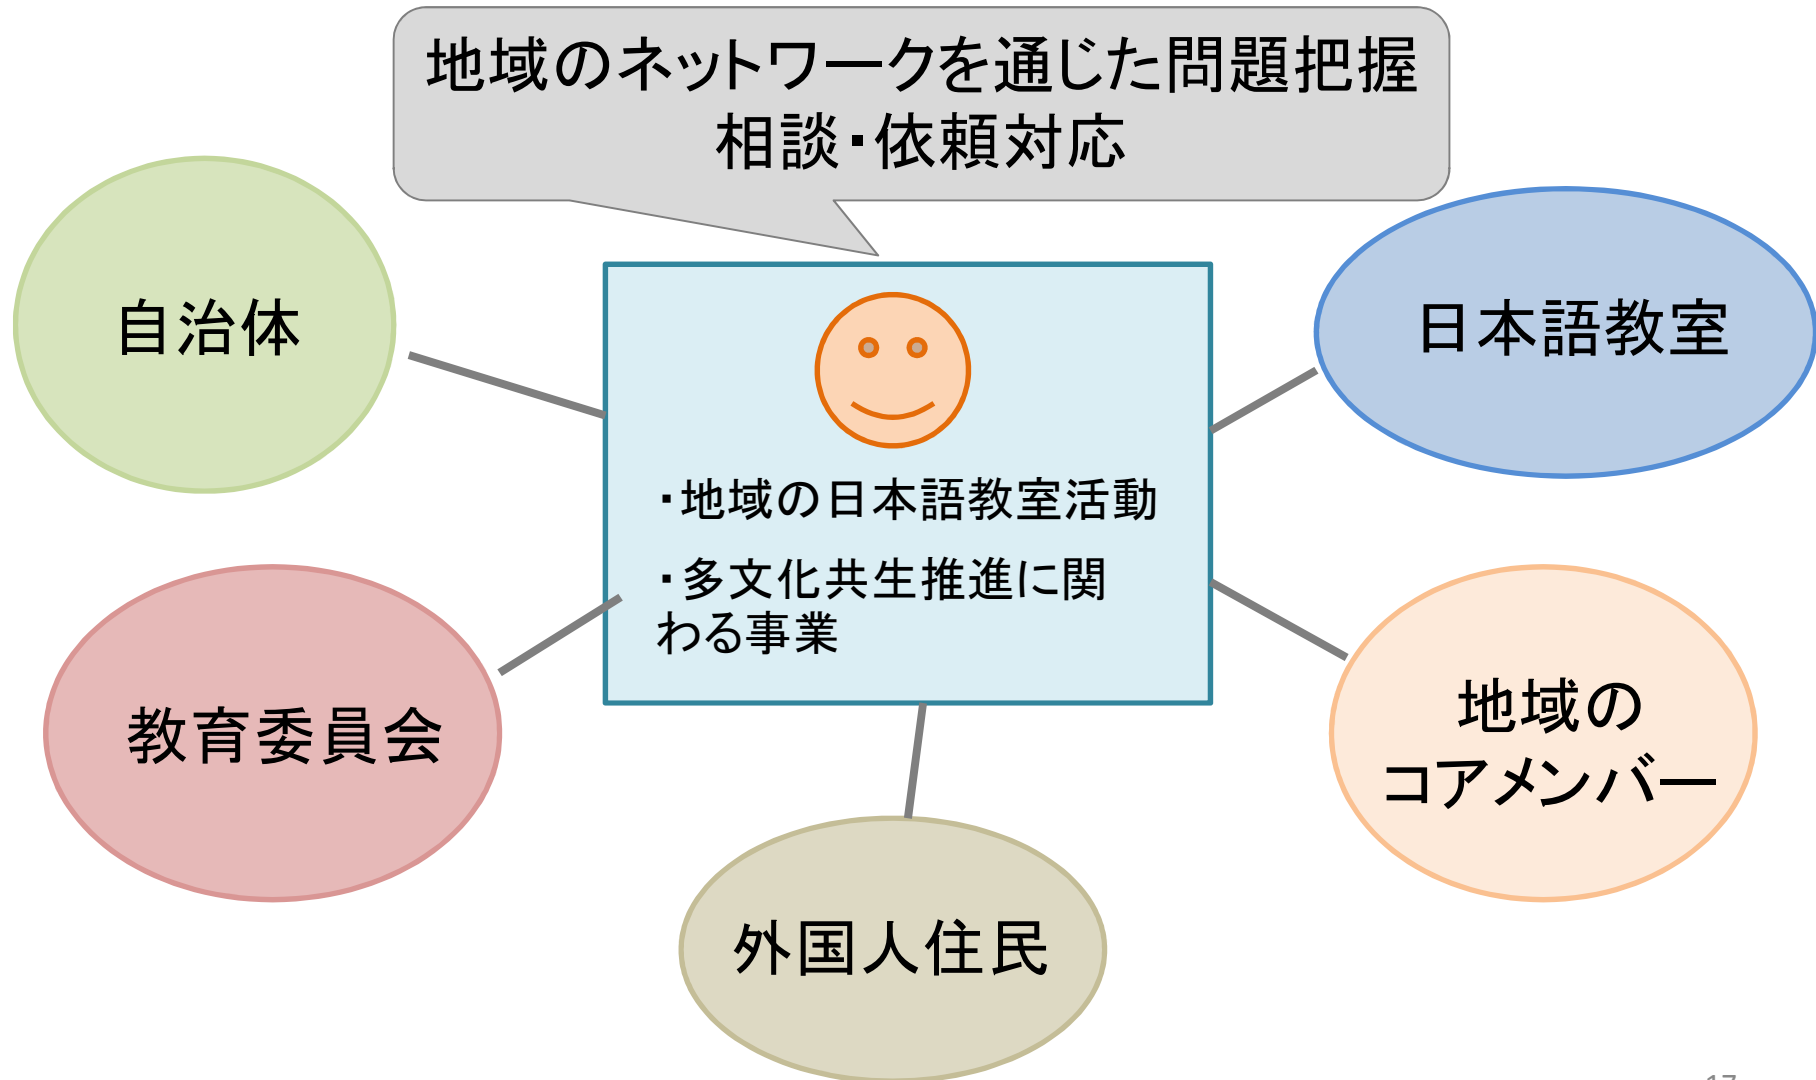 地域のネットワークを通じた問題把握
相談・依頼対応
自治体
日本語教室
・地域の日本語教室活動
・多文化共生推進に関
わる事業
教育委員会
地域の
コアメンバー
外国人住民
17